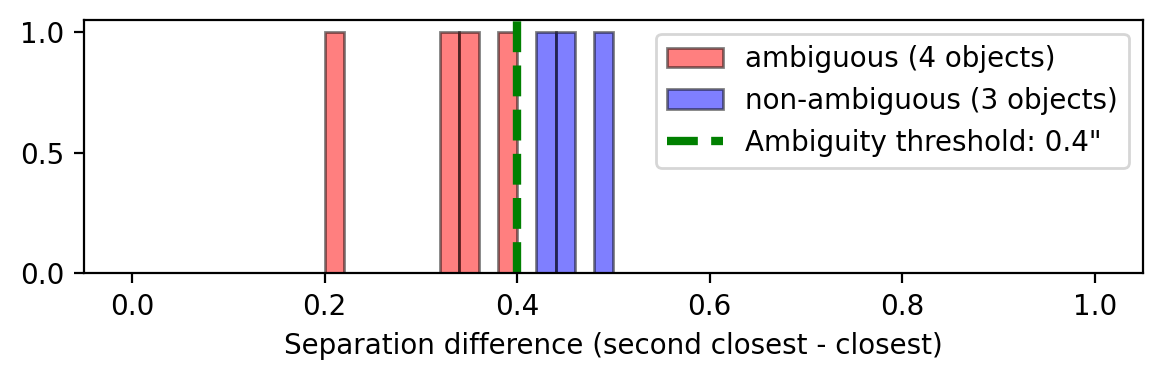 1.0
0.5
0.0
ambiguous (4 objects)
non-ambiguous (3 objects)
Ambiguity threshold: 0.4"
0.0 0.2 0.4 0.6 0.8 1.0
Separation difference (second closest - closest)